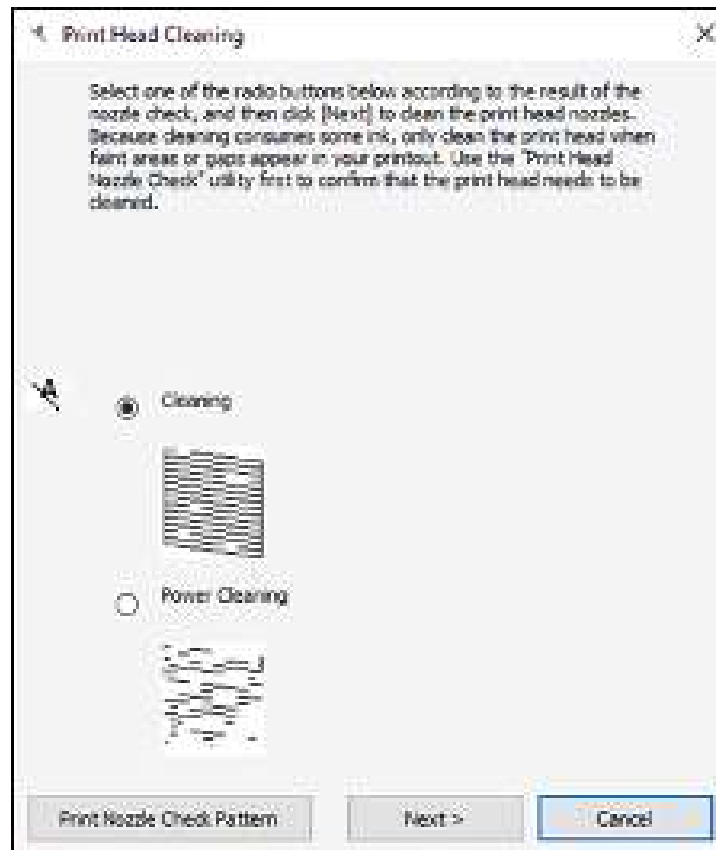 Print Head Cleaning
Select one of the radio buttons below according to the result of the
nozzle check, and then click [Next] to clean the print head nozzles.
Because cleaning consumes some ink, only clean the print head when
faint areas or gaps appear in your printout. Use the "Print Head
Nozzle Check" utility first to confirm that the print head needs to be
cleaned.
Cleaning
Power Cleaning
Print Nozzle Check Pattern
Next >
Cancel